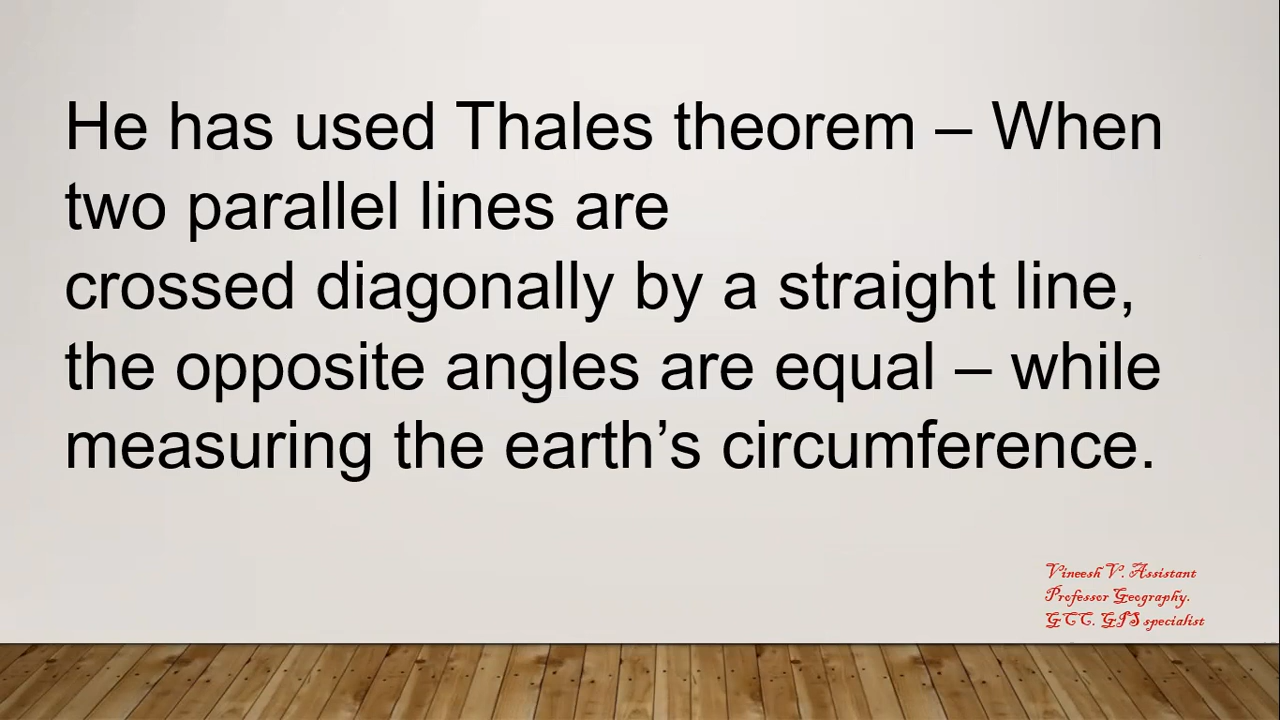 He has used Thales theorem – When
two parallel lines are
crossed diagonally by a straight line,
the opposite angles are equal – while
measuring the earth’s circumference.
Vineesh V. Assistant
Professor Geography.
GCC. GIS specialist